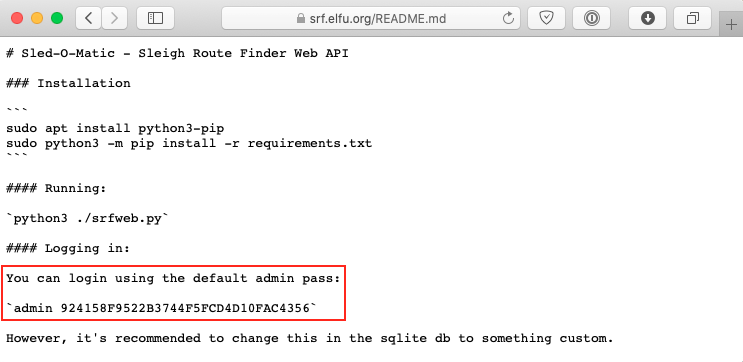 srf.elfu.org/README.md
# Sled-O-Matic - Sleigh Route Finder Web API
### Installation
```
sudo apt install python3-pip
sudo python3 -m pip install -r requirements.txt
```
#### Running:
`python3 ./srfweb.py`
#### Logging in:
You can login using the default admin pass:
`admin 924158F9522B3744F5FCD4D10FAC4356`
However, it's recommended to change this in the sqlite db to something custom.